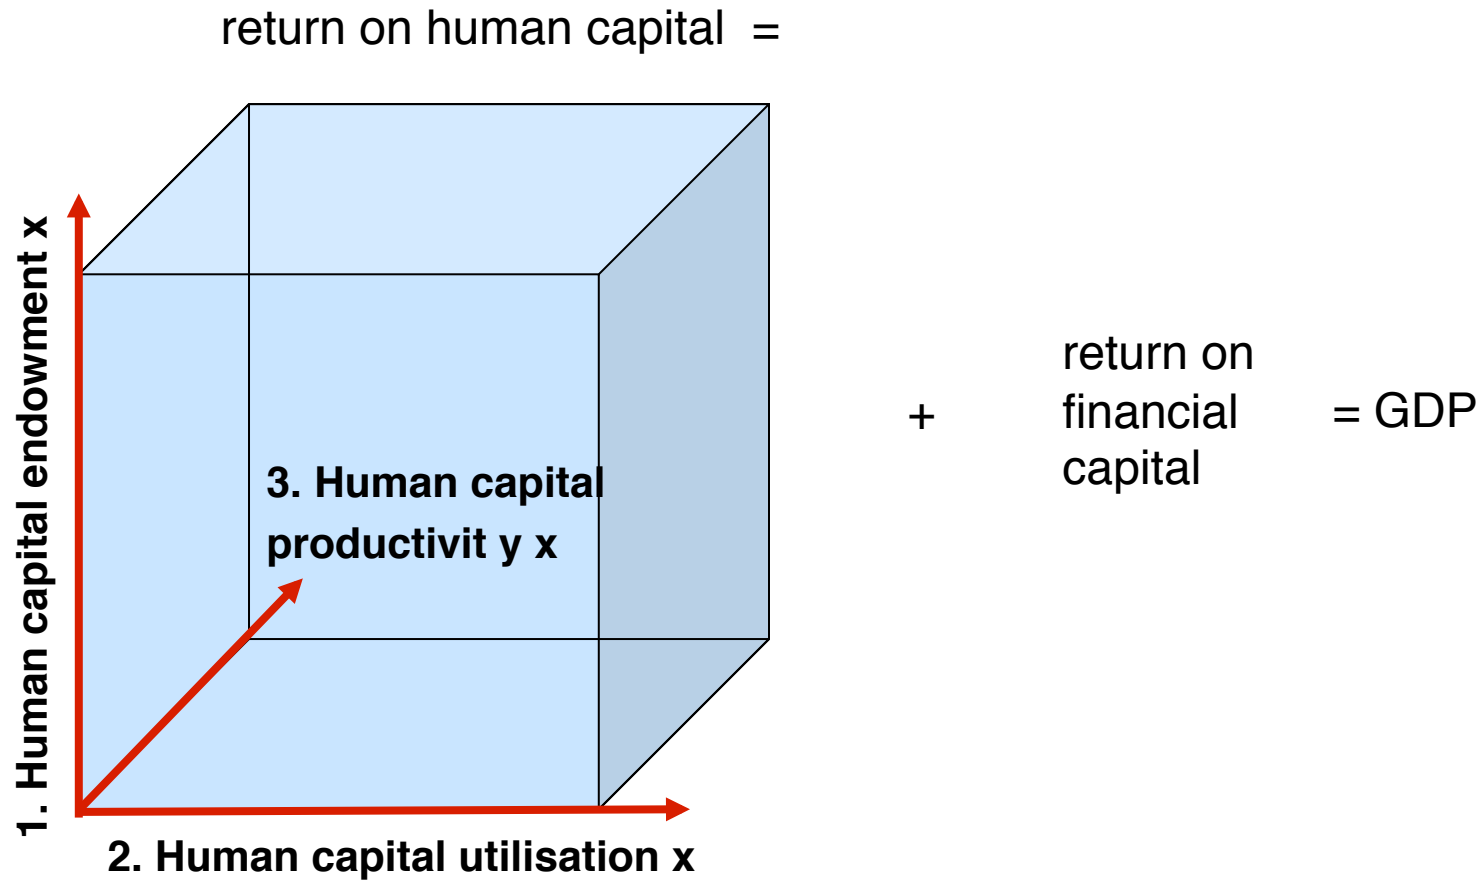 return on human capital =
1. Human capital endowment x
3. Human capital
productivit y x
2. Human capital utilisation x
+
return on
financial
capital
= GDP